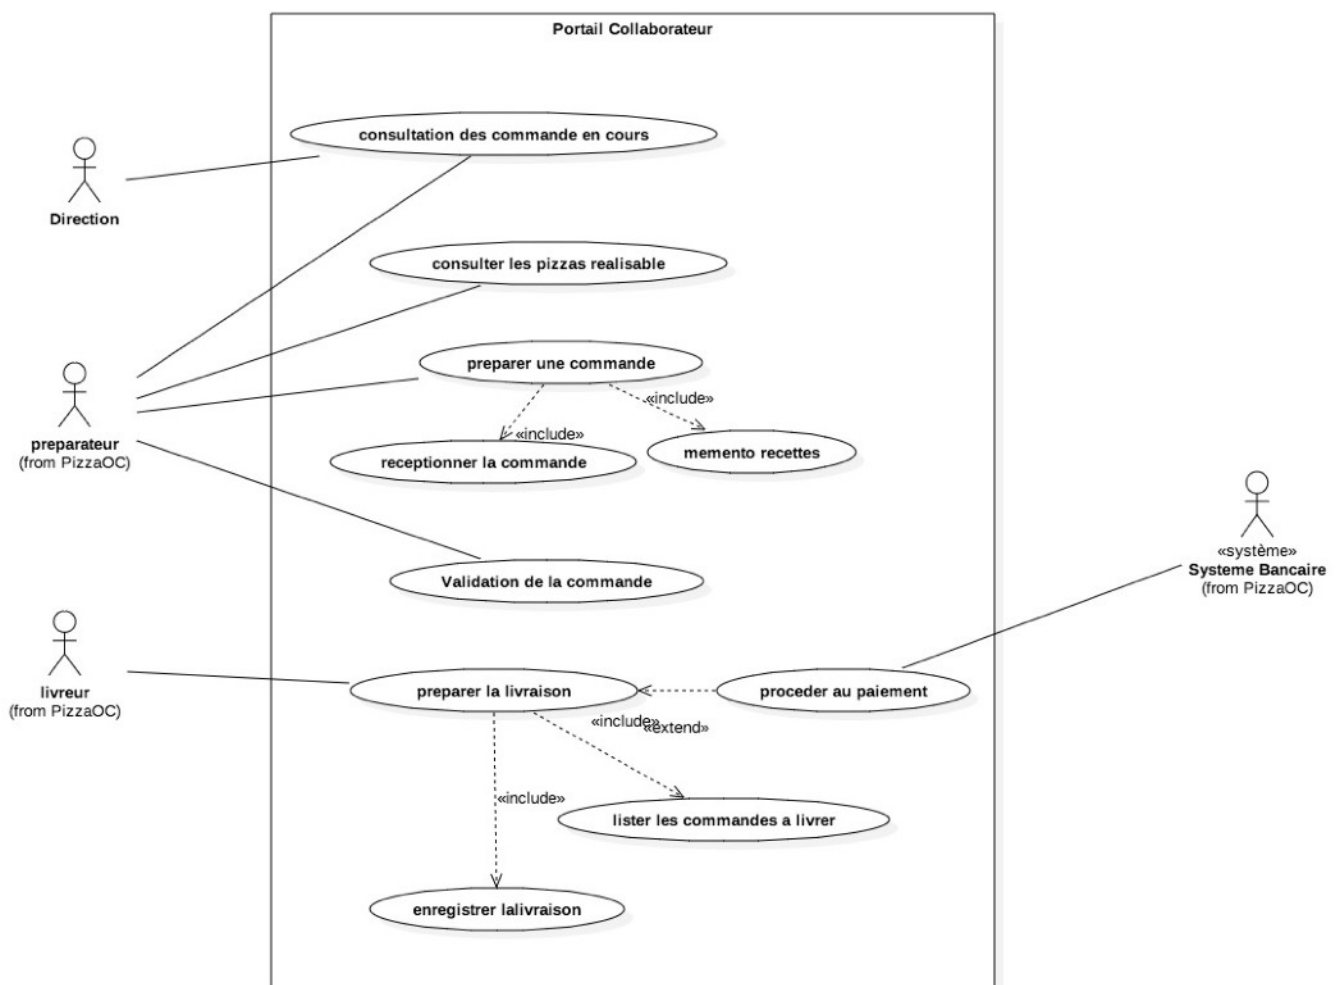 Portail Collaborateur
consultation des commande en cours
Direction
consulter les pizzas realisable
preparer une commande
«include»
«include»
preparateur
(from PizzaOC)
receptionner la commande
memento recettes
«système»
Systeme Bancaire
(from PizzaOC)
Validation de la commande
livreur
(from PizzaOC)
preparer la livraison
proceder au paiement
«include»
«extend»
«include»
lister les commandes a livrer
enregistrer lalivraison